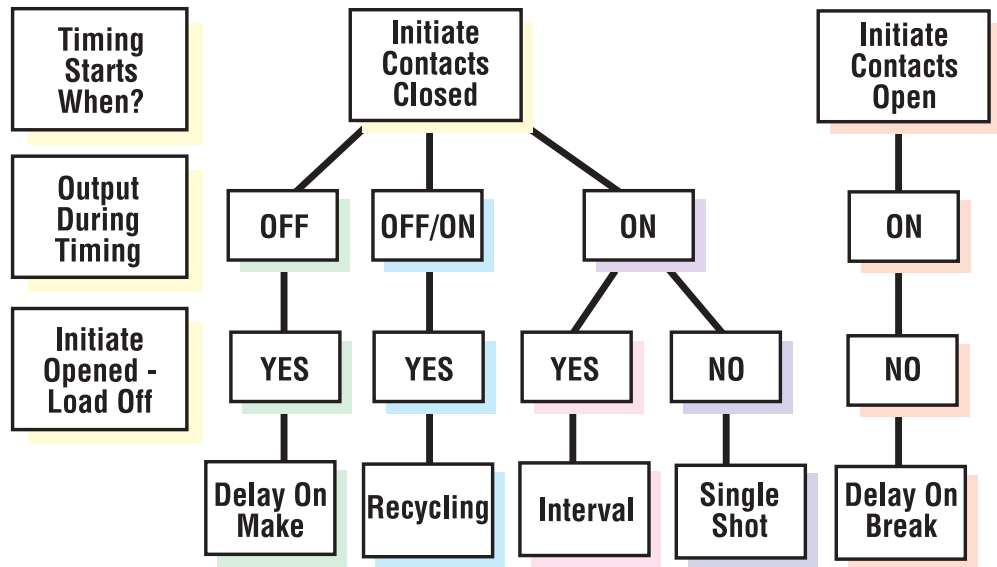 Timing
Starts
When?
Initiate
Contacts
Closed
Initiate
Contacts
Open
Output
During
Timing
OFF
OFF/ON
ON
ON
Initiate
Opened -
Load Off
YES
YES
YES
NO
NO
Delay On
Make
Recycling
Interval
Single
Shot
Delay On
Break